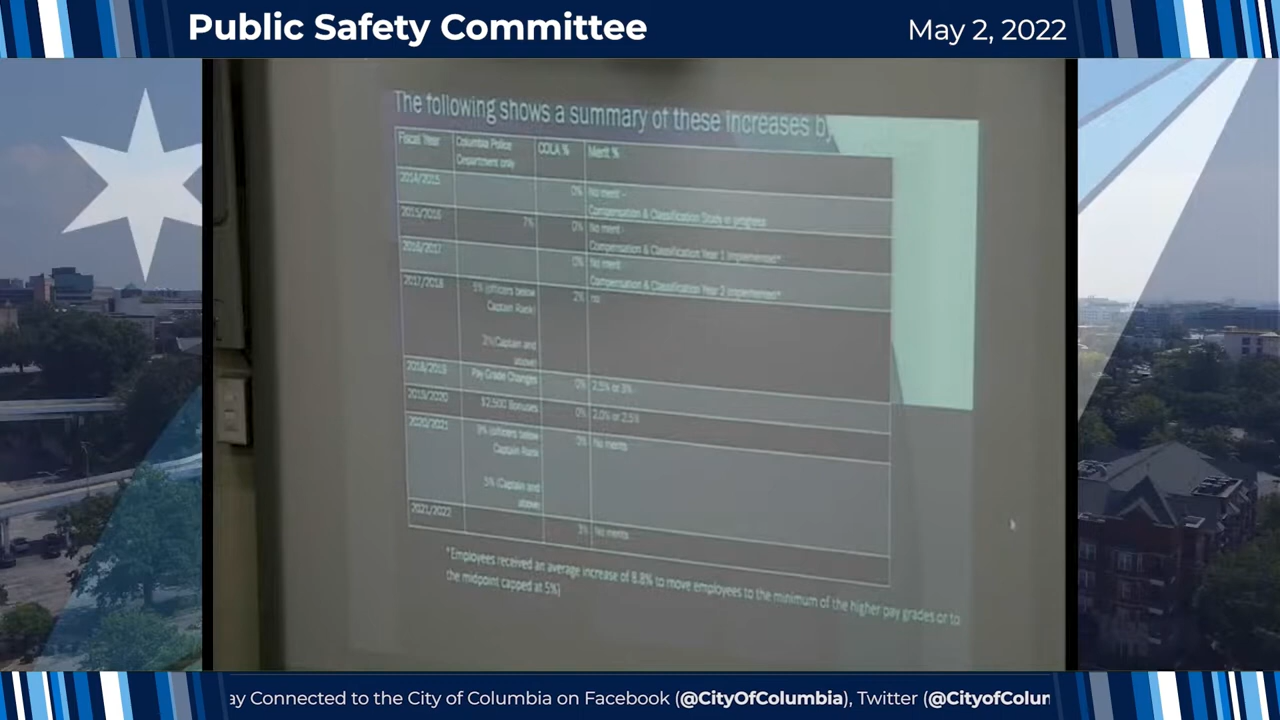 Public Safety Committee
May 2, 2022
The following shows a summary of these increases by
Fiscal Year Columbia Police COLA % Merit %
Department only
2014/2015 0% No merit –
Compensation & Classification Study in progress
2015/2016 7% 0% No merit
Compensation & Classification Year 1 implemented*
2016/2017 0% No merit
Compensation & Classification Year 2 implemented*
2017/2018 5% (officers below 2% no
Captain Rank)
2%(Captain and
above)
2018/2019 Pay Grade Changes 0% 2.5% or 3%
2019/2020 $2,500 Bonuses 0% 2.0% or 2.5%
2020/2021 (officers below No merits
Captain Rank
5% (Captain and
above)
2021/2022 3% No merits
*Employees received an average increase of 8.8% to move employees to the minimum of the higher pay grades or to
the midpoint capped at 5%)
ay Connected to the City of Columbia on Facebook (@CityOfColumbia), Twitter (@CityofColun